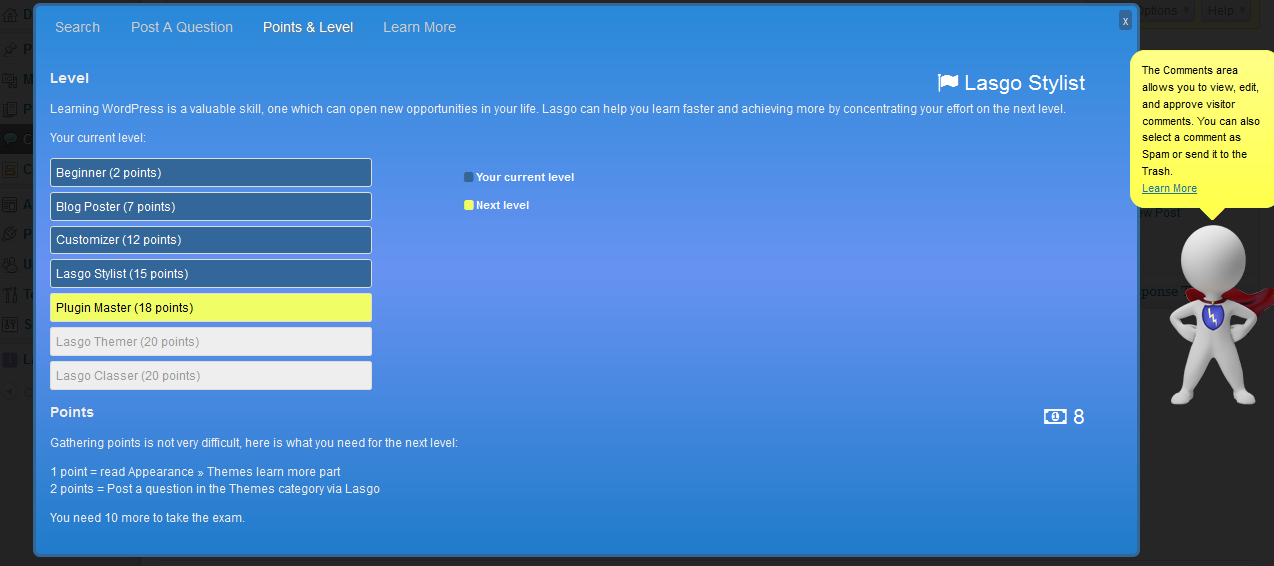 Search Post A Question Points & Level Learn More
x
ptions Help
Level
Lasgo Stylist
Learning WordPress is a valuable skill, one which can open new opportunities in your life. Lasgo can help you learn faster and achieving more by concentrating your effort on the next level.
Your current level:
Beginner (2 points)
Blog Poster (7 points)
Customizer (12 points)
Lasgo Stylist (15 points)
Plugin Master (18 points)
Lasgo Themer (20 points)
Lasgo Classer (20 points)
Your current level
Next level
Points
8
Gathering points is not very difficult, here is what you need for the next level:
1 point = read Appearance » Themes learn more part
2 points = Post a question in the Themes category via Lasgo
You need 10 more to take the exam.
The Comments area
allows you to view, edit,
and approve visitor
comments. You can also
select a comment as
Spam or send it to the
Trash.
Learn More
ew Post
ponse T